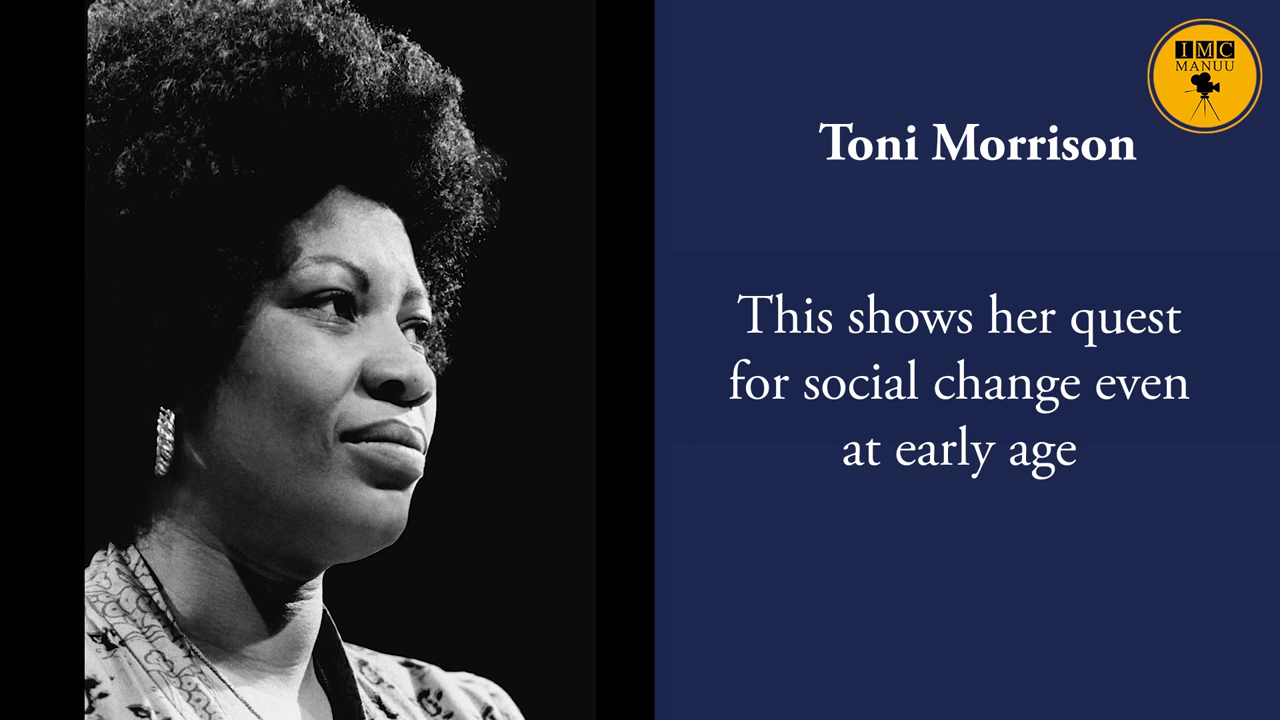 IMC
MANUU
Toni Morrison
This shows her quest
for social change even
at early age